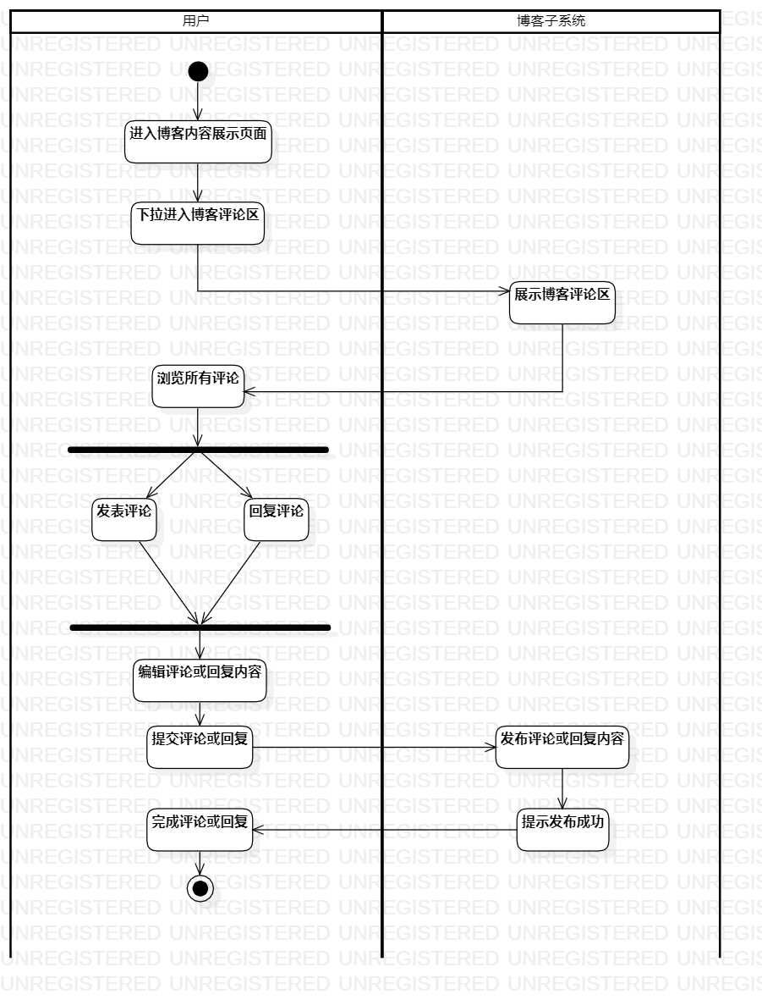 用户
博客子系统
进入博客内容展示页面
下拉进入博客评论区
展示博客评论区
浏览所有评论
发表评论
回复评论
编辑评论或回复内容
提交评论或回复
发布评论或回复内容
完成评论或回复
提示发布成功
UNREGISTERED